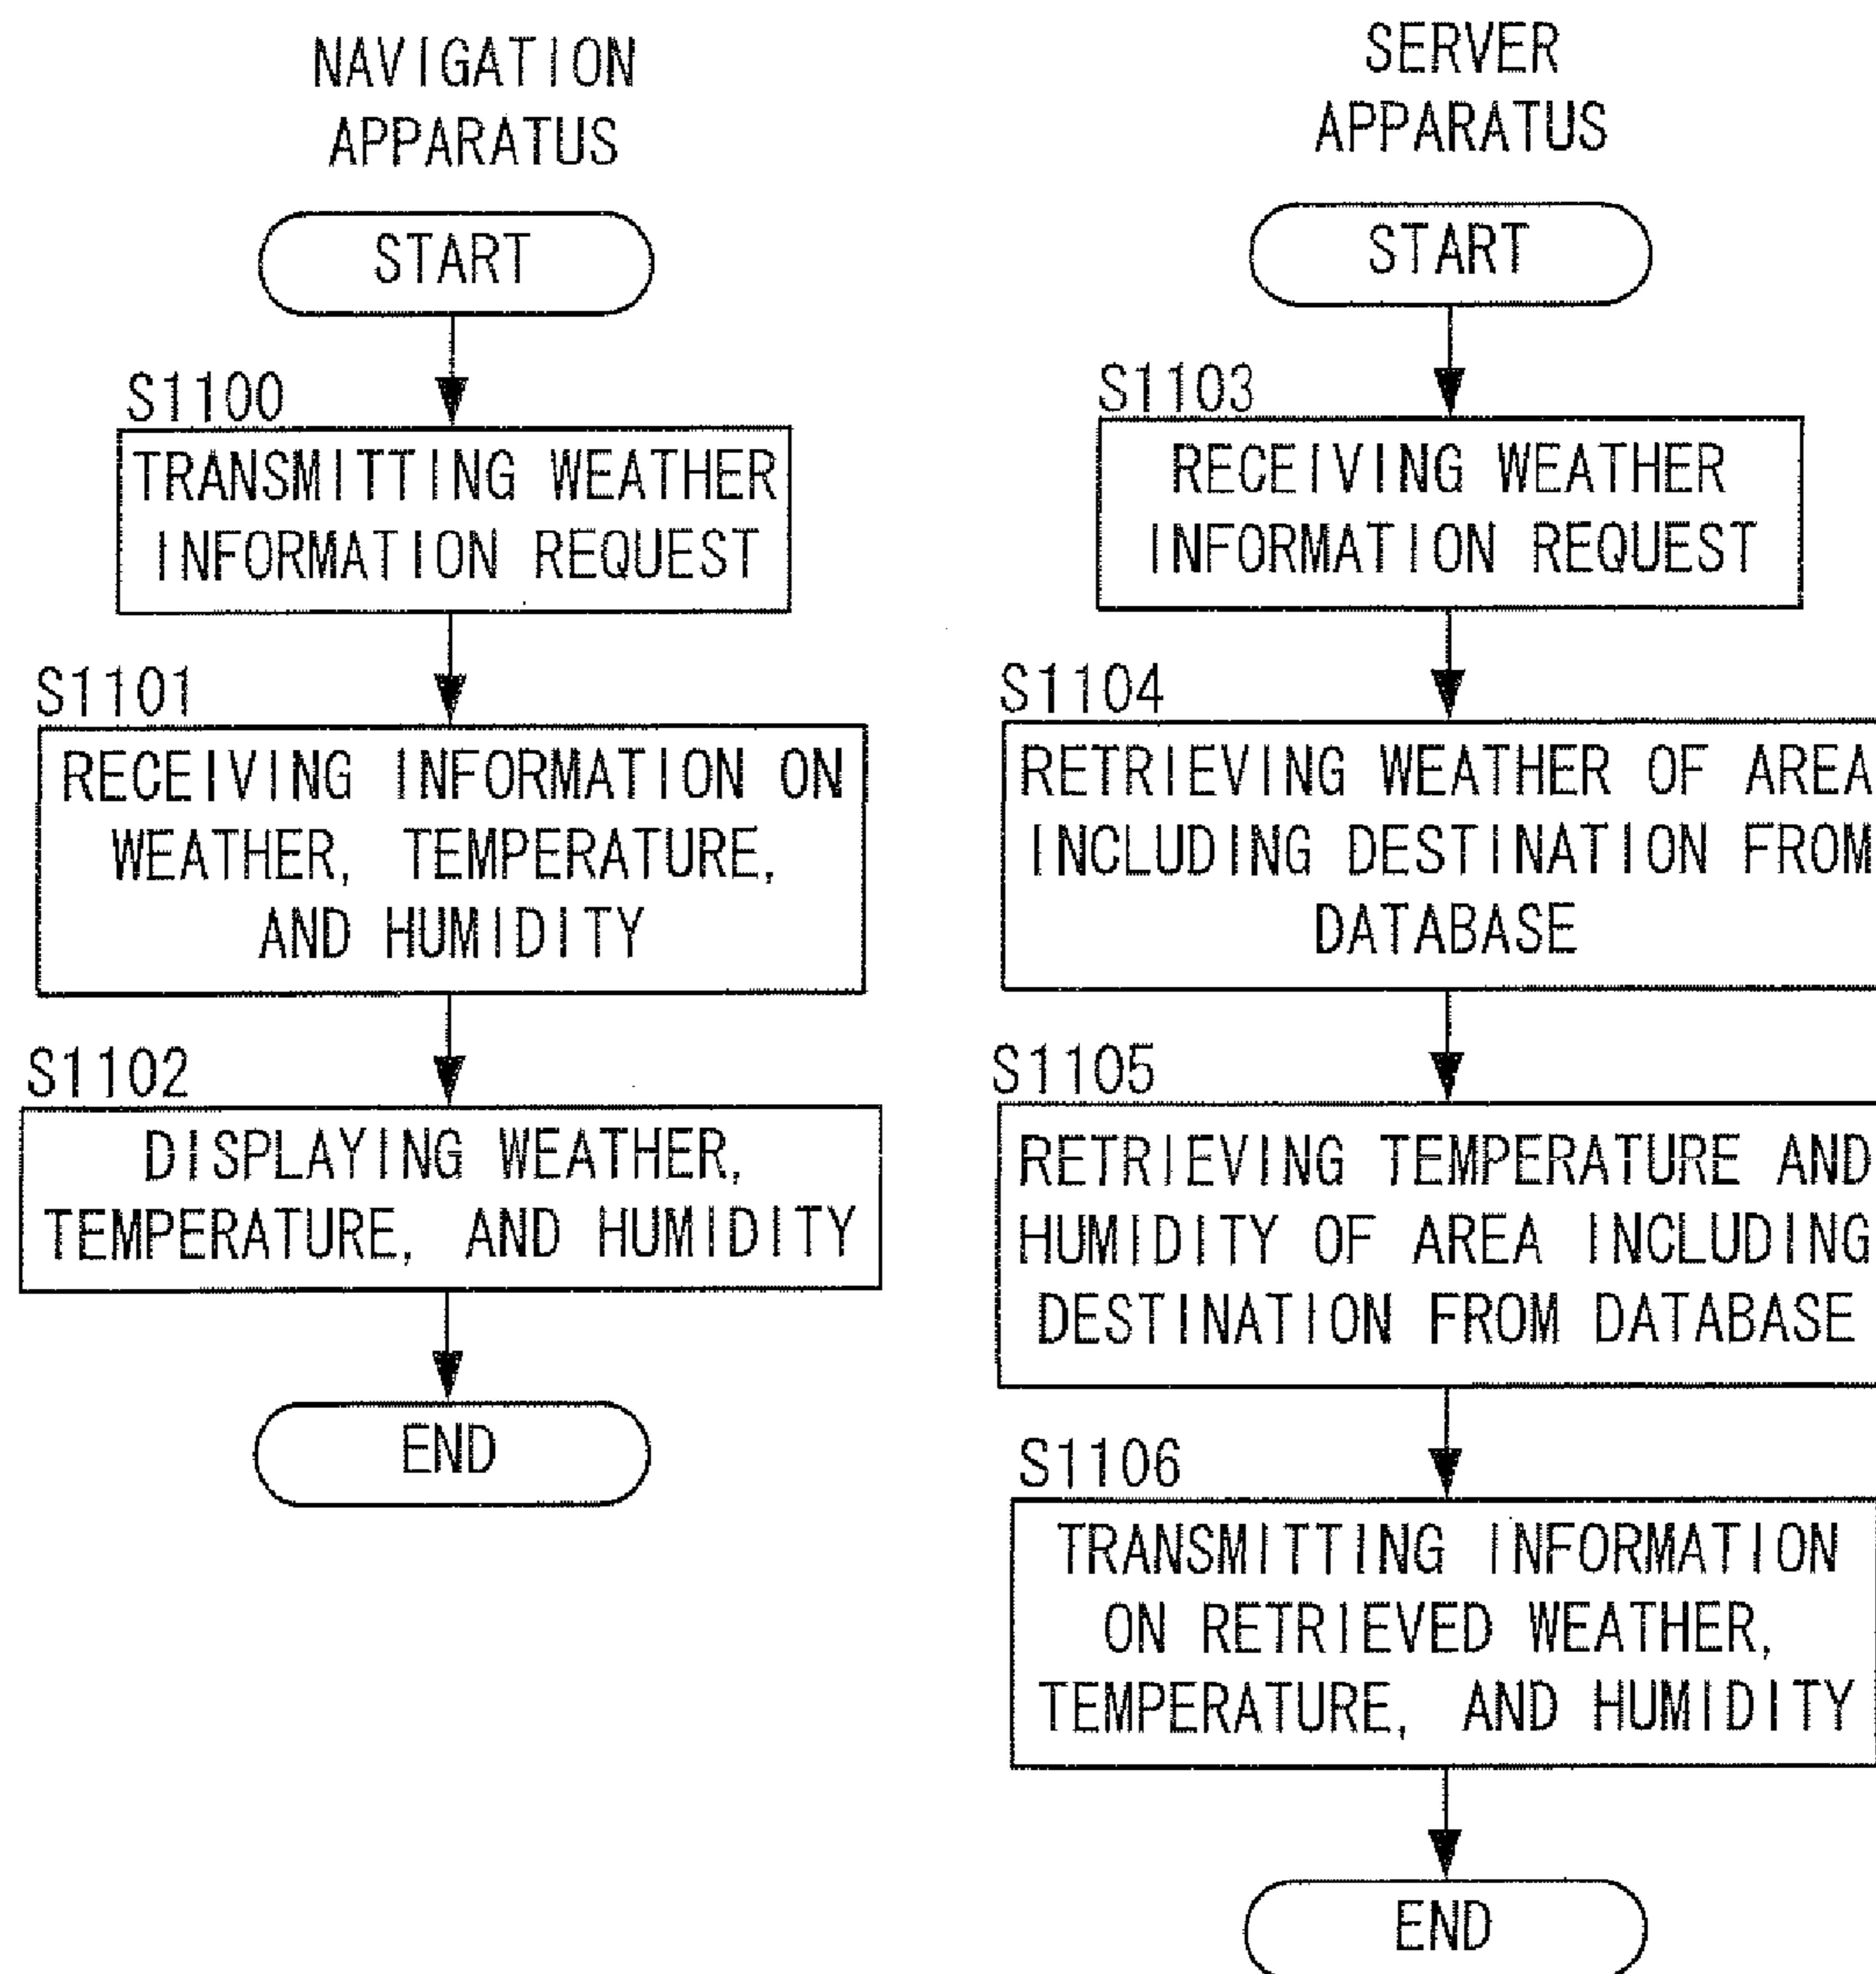 NAVIGATION
APPARATUS
START
S1100
TRANSMITTING WEATHER
INFORMATION REQUEST
S1101
RECEIVING INFORMATION ON
WEATHER, TEMPERATURE,
AND HUMIDITY
S1102
DISPLAYING WEATHER,
TEMPERATURE, AND HUMIDITY
END
SERVER
APPARATUS
START
S1103
RECEIVING WEATHER
INFORMATION REQUEST
S1104
RETRIEVING WEATHER OF AREA
INCLUDING DESTINATION FROM
DATABASE
S1105
RETRIEVING TEMPERATURE AND
HUMIDITY OF AREA INCLUDING
DESTINATION FROM DATABASE
S1106
TRANSMITTING INFORMATION
ON RETRIEVED WEATHER,
TEMPERATURE, AND HUMIDITY
END